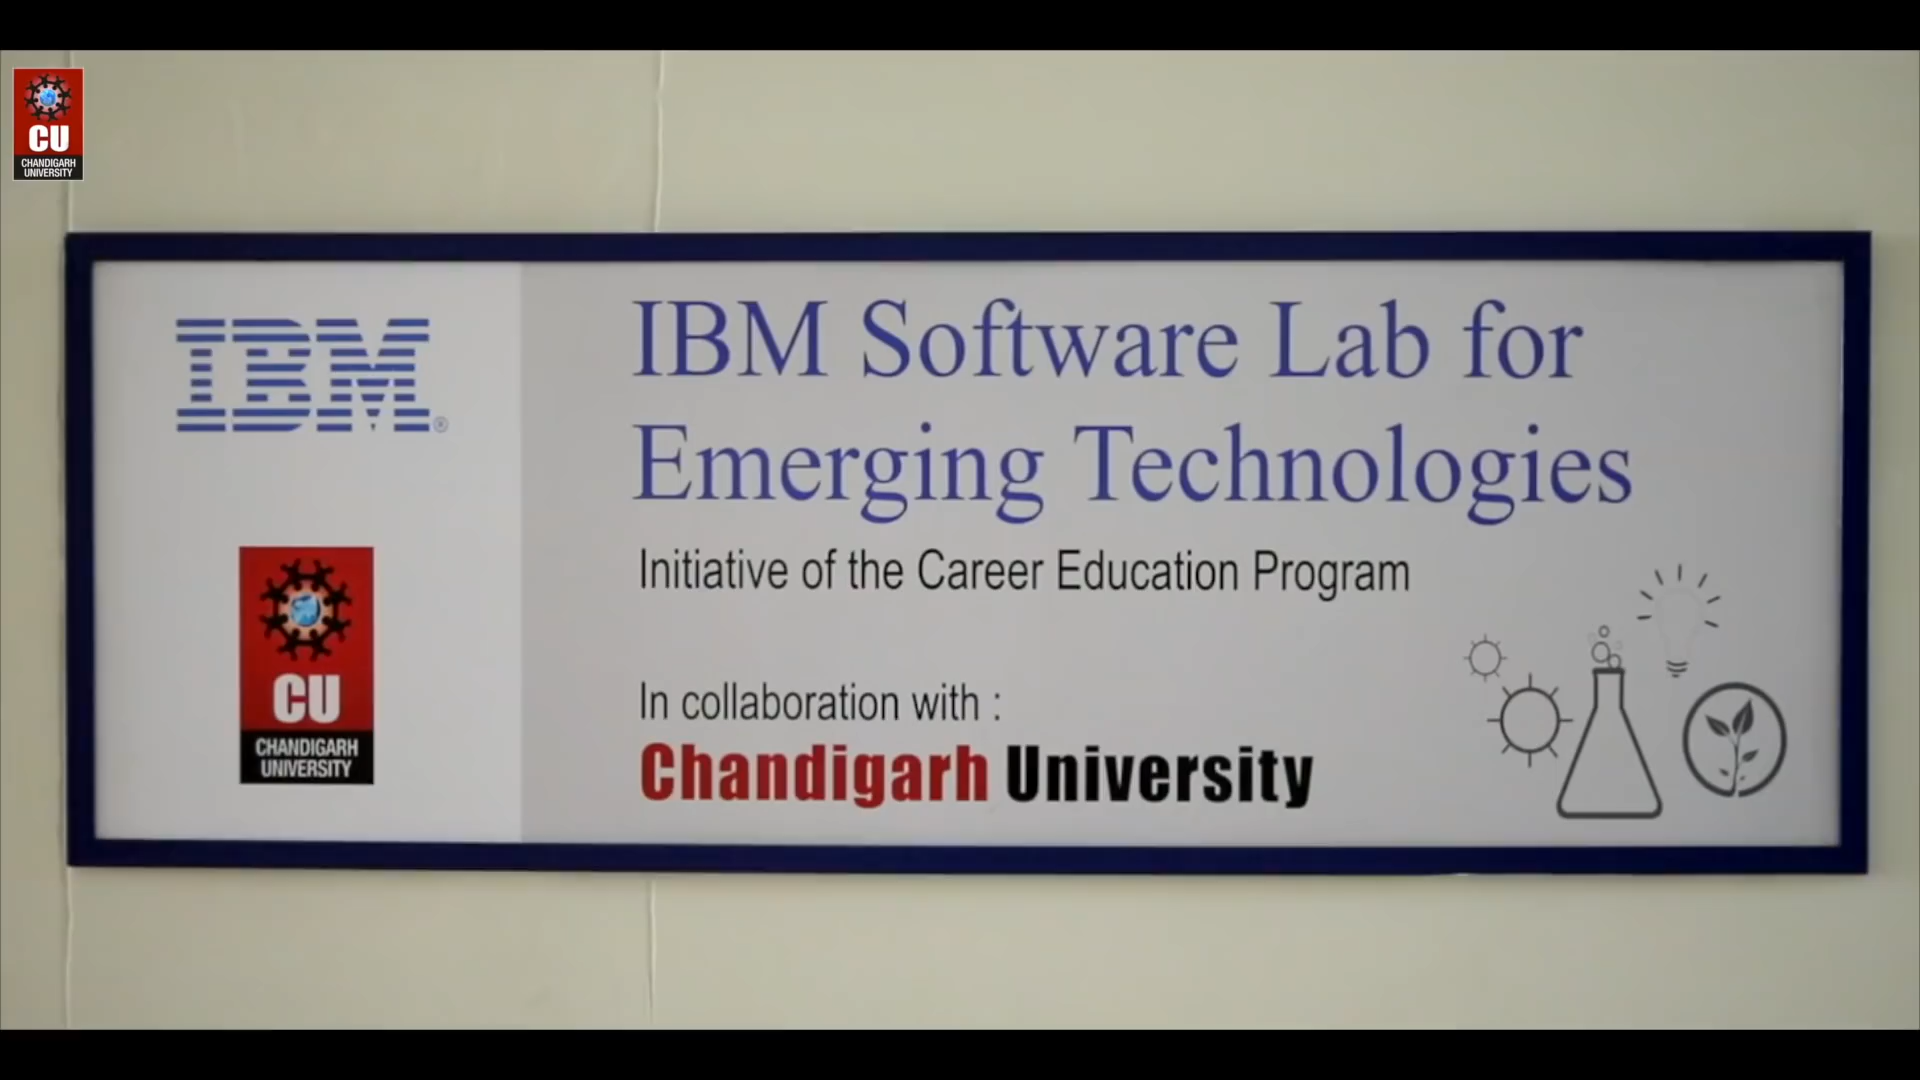 CU
CHANDIGARH
UNIVERSITY
IBM®
IBM Software Lab for
Emerging Technologies
Initiative of the Career Education Program
In collaboration with :
Chandigarh University
CU
CHANDIGARH
UNIVERSITY